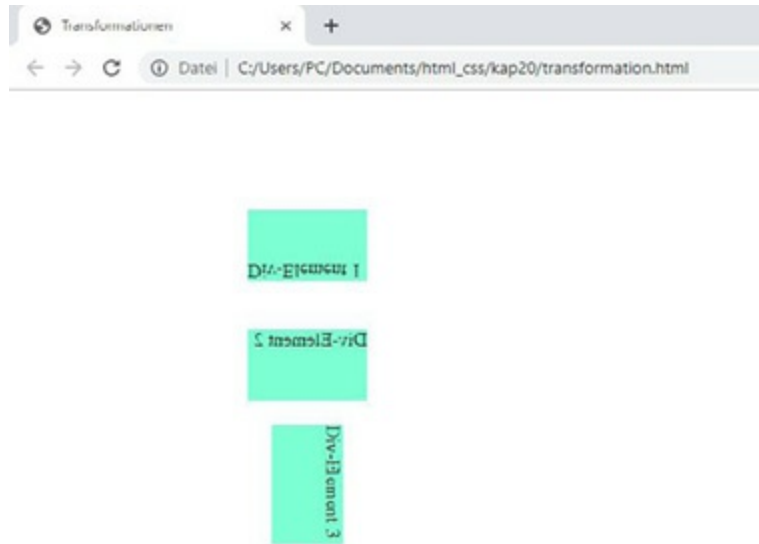 Transformationen
Datei | C:/Users/PC/Documents/html_css/kap20/transformation.html
Div-Element 1
Div-Element 2
Div-Element 3